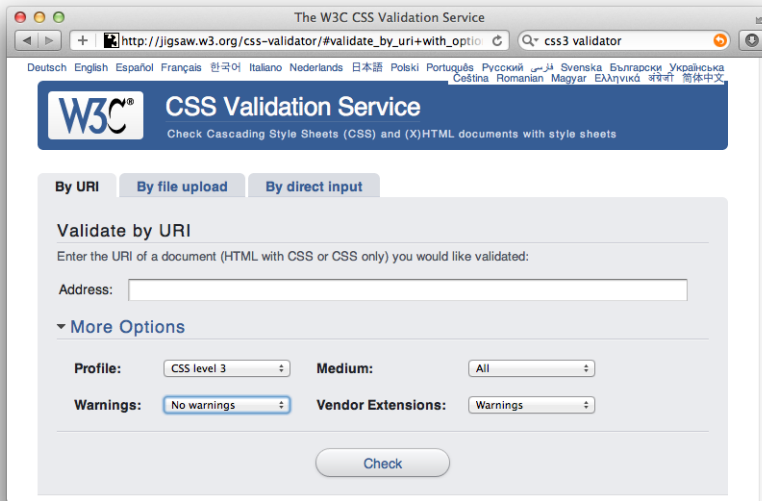 The W3C CSS Validation Service
http://jigsaw.w3.org/css-validator/#validate_by_uri+with_optio
css3 validator
Deutsch English Español Français 한국어 Italiano Nederlands 日本語 Polski Português Русский فارسی Svenska Български Українська
Čeština Romanian Magyar Ελληνικά अंग्रेजी 简体中文
W3C®
CSS Validation Service
Check Cascading Style Sheets (CSS) and (X)HTML documents with style sheets
By URI By file upload By direct input
Validate by URI
Enter the URI of a document (HTML with CSS or CSS only) you would like validated:
Address:
More Options
Profile: CSS level 3 Medium: All
Warnings: No warnings Vendor Extensions: Warnings
Check